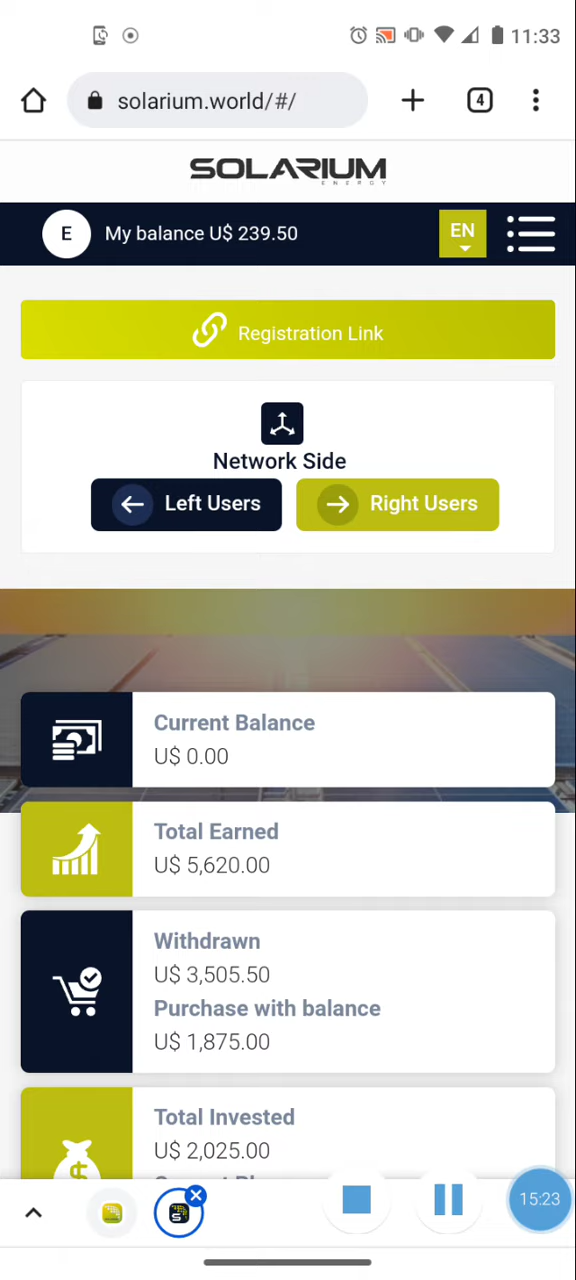 11:33
solarium.world/#/
4
SOLARIUM
ENERGY
E
My balance U$ 239.50
EN
Registration Link
Network Side
Left Users
Right Users
Current Balance
U$ 0.00
Total Earned
U$ 5,620.00
Withdrawn
U$ 3,505.50
Purchase with balance
U$ 1,875.00
Total Invested
U$ 2,025.00
15:23